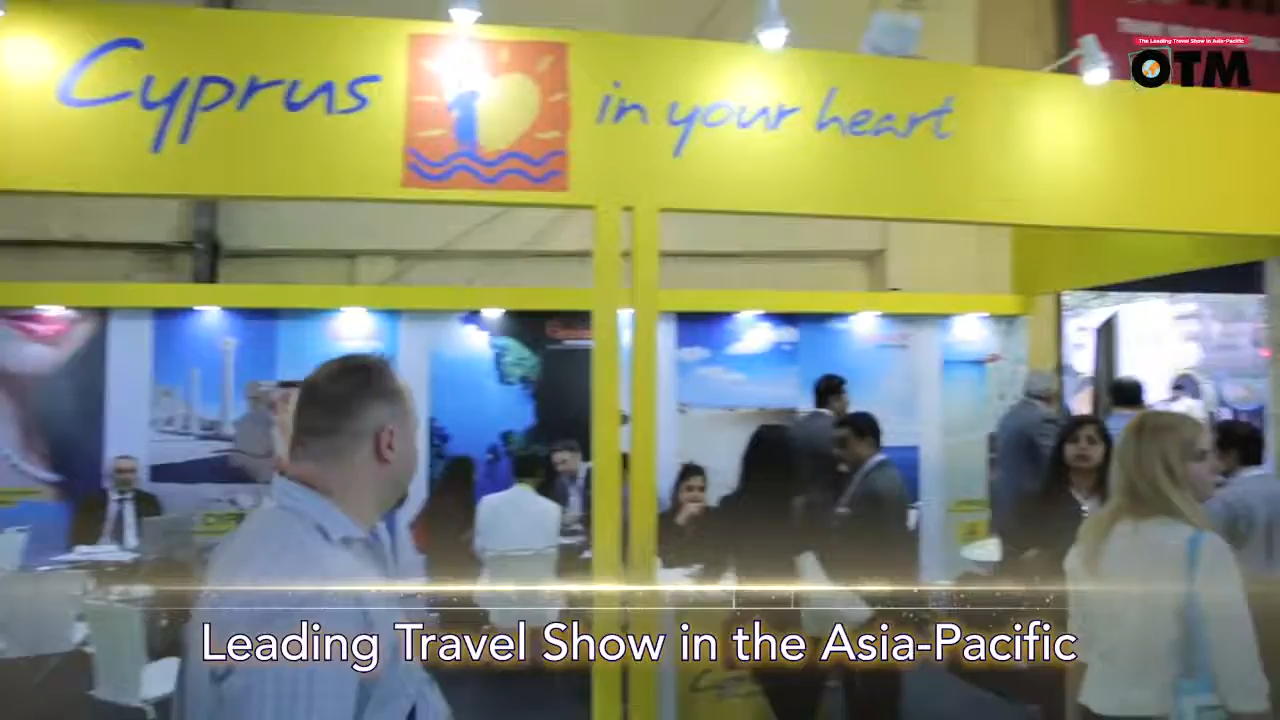 The Leading Travel Show in Asia-Pacific
OTM
Cyprus in your heart
Leading Travel Show in the Asia-Pacific